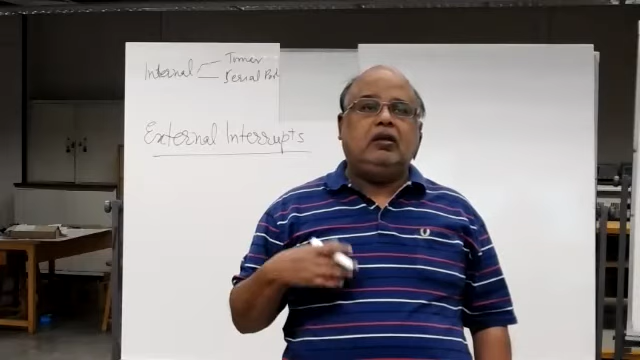 Timer
Internal
Serial Port
External Interrupts